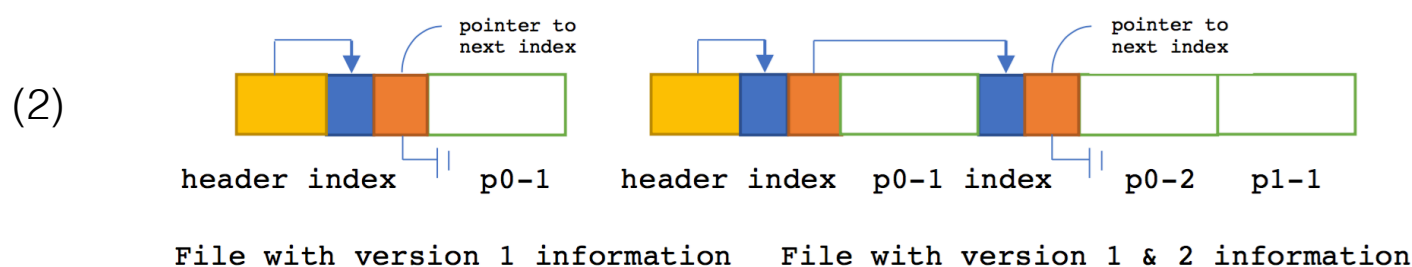 pointer to
next index
pointer to
next index
(2)
header index p0-1
header index p0-1 index p0-2 p1-1
File with version 1 information
File with version 1 & 2 information